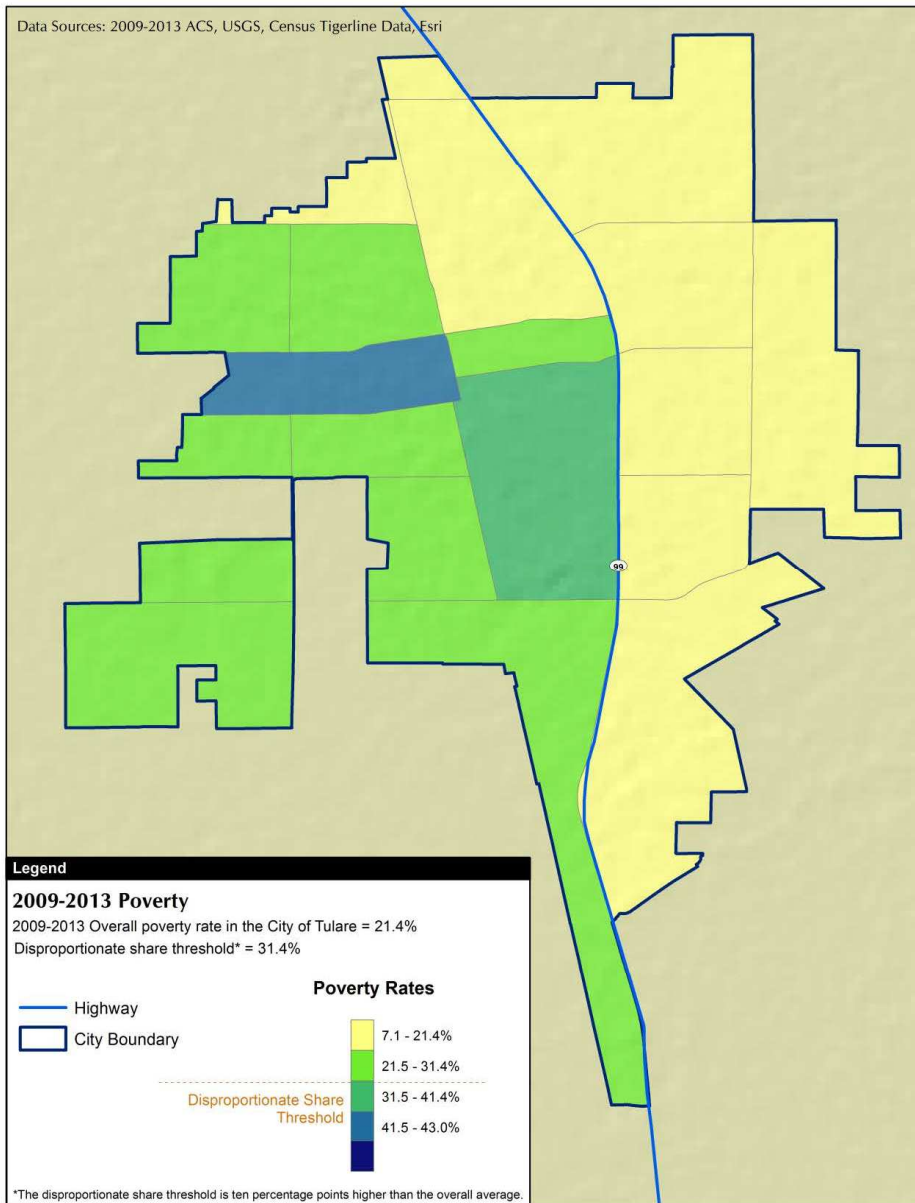 Data Sources: 2009-2013 ACS, USGS, Census Tigerline Data, Esri
99
Legend
2009-2013 Poverty
2009-2013 Overall poverty rate in the City of Tulare = 21.4%
Disproportionate share threshold* = 31.4%
Highway
City Boundary
Poverty Rates
7.1 - 21.4%
21.5 - 31.4%
Disproportionate Share
Threshold
31.5 - 41.4%
41.5 - 43.0%
*The disproportionate share threshold is ten percentage points higher than the overall average.